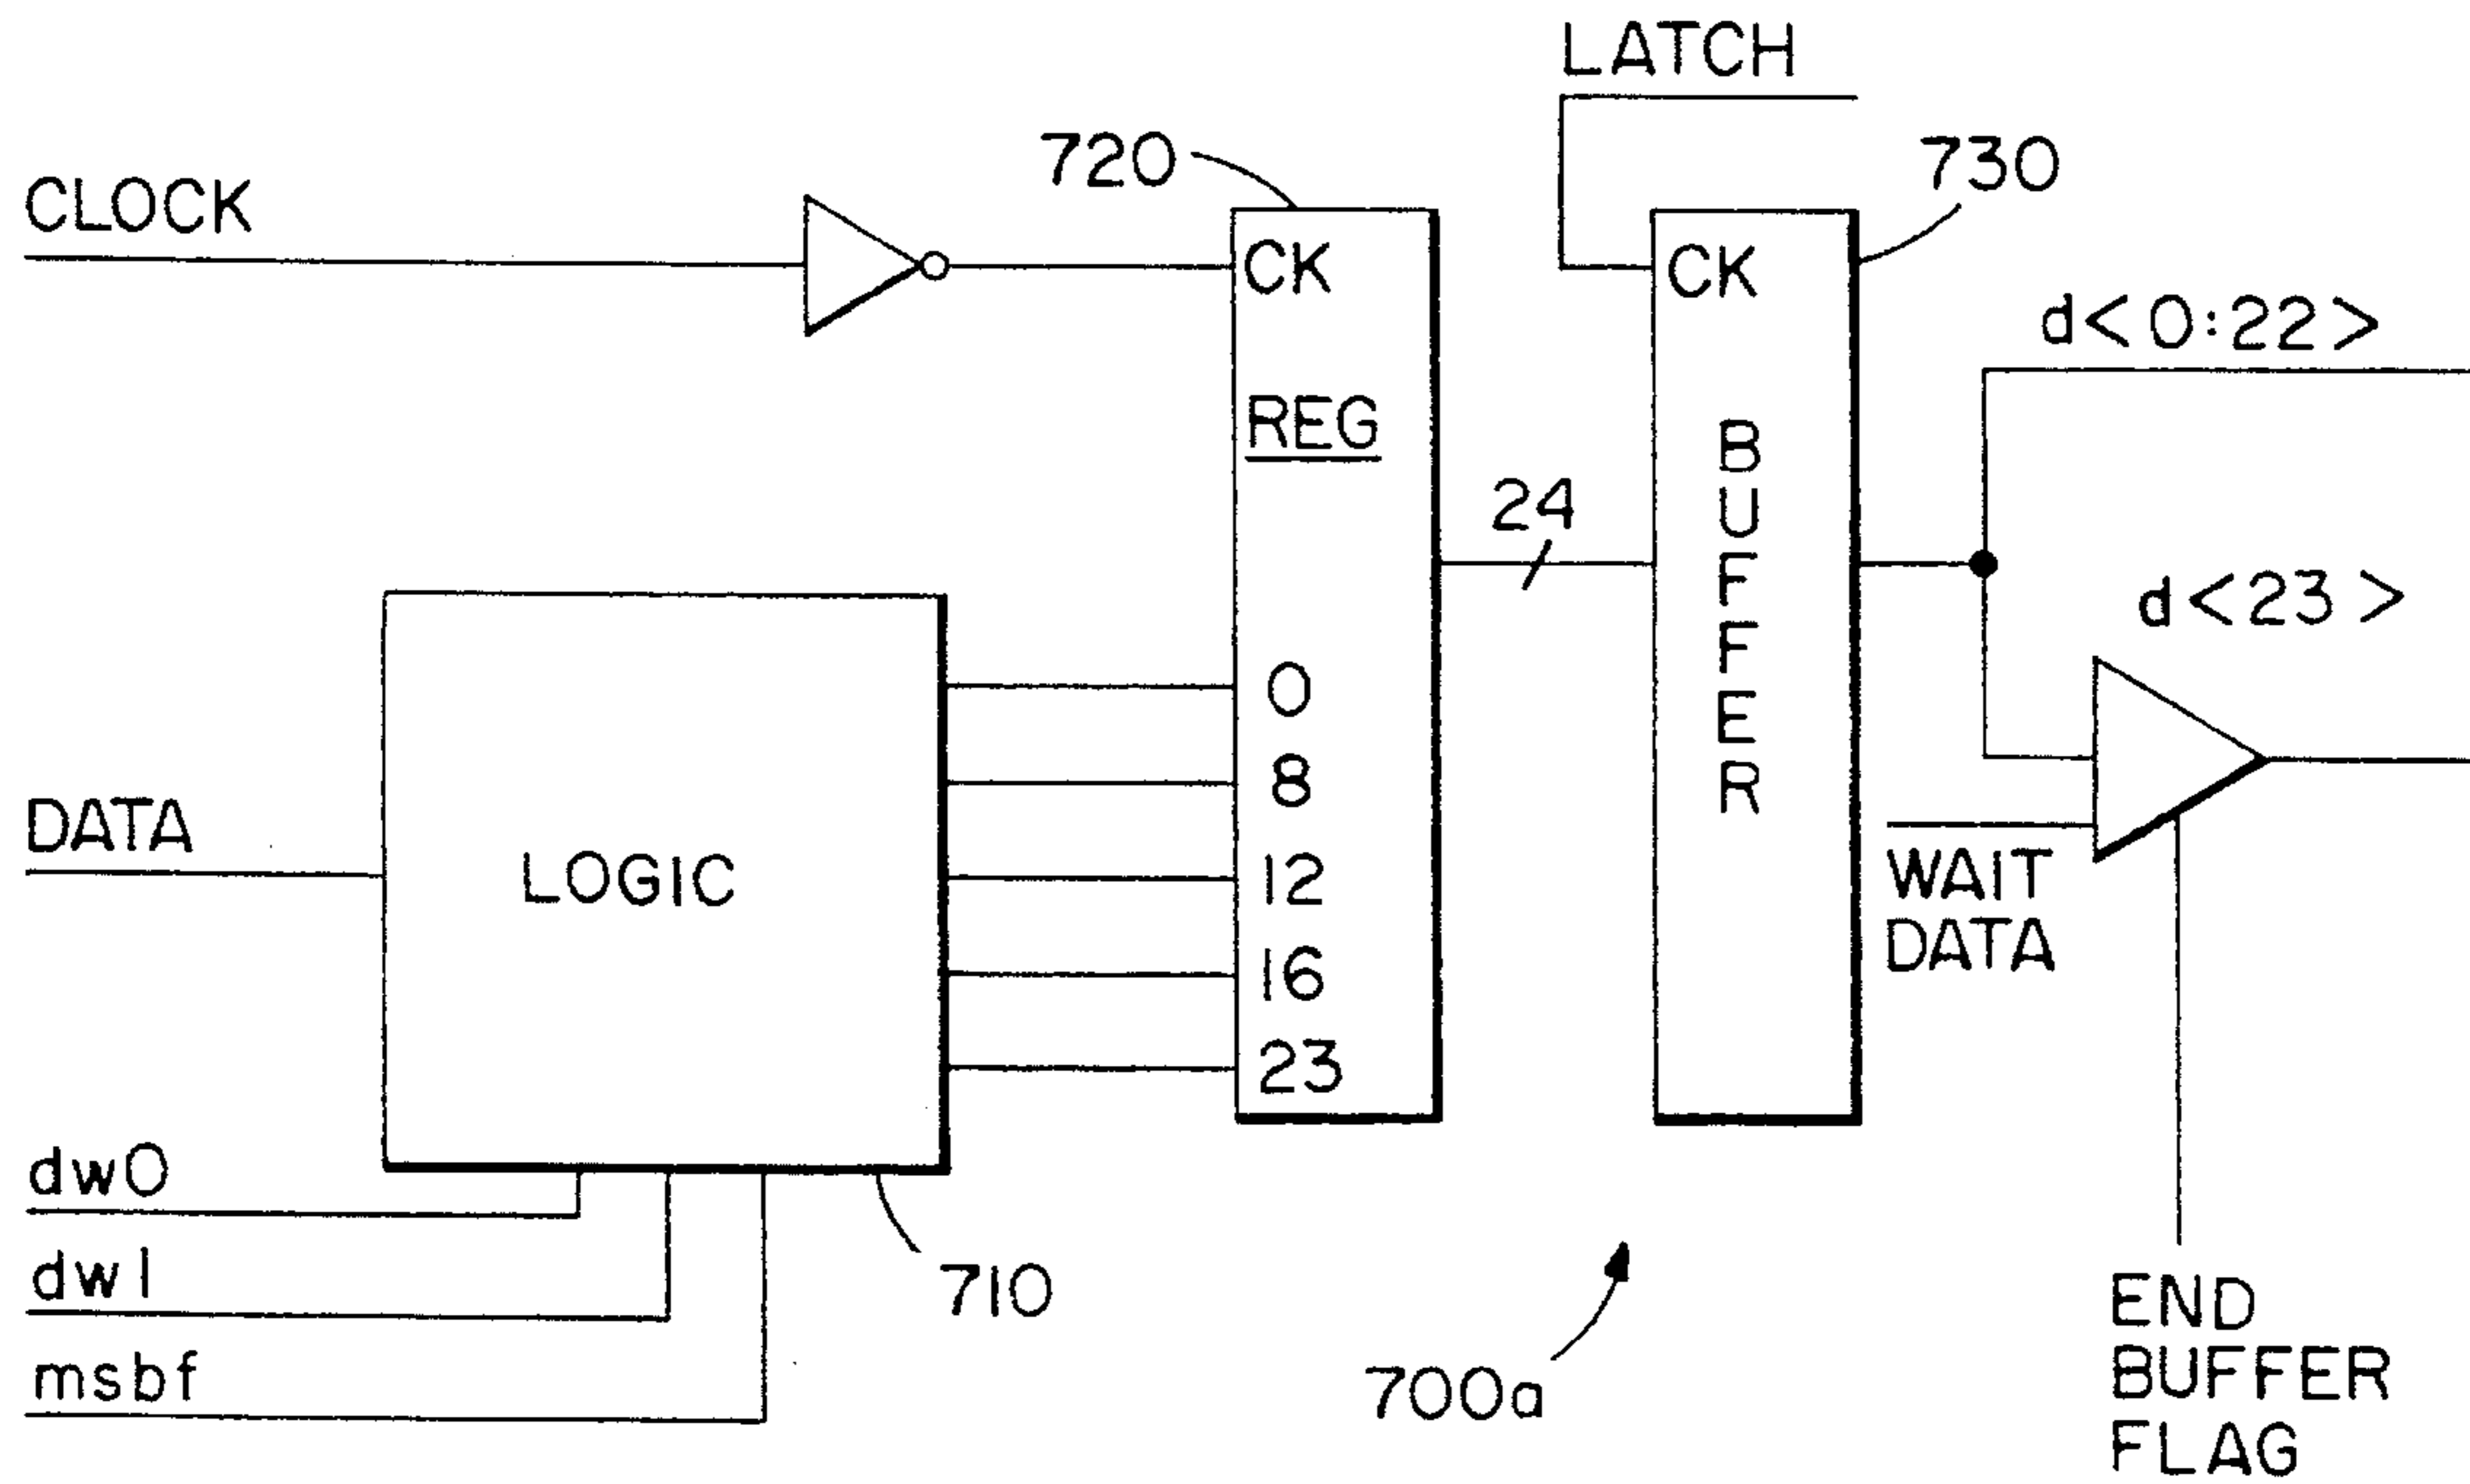 LATCH
720
730
CLOCK
CK
CK
d<0:22>
REG
24
BUFFER
d<23>
0
8
DATA
LOGIC
12
WAIT
DATA
16
23
dw0
dw1
710
msbf
700a
END
BUFFER
FLAG